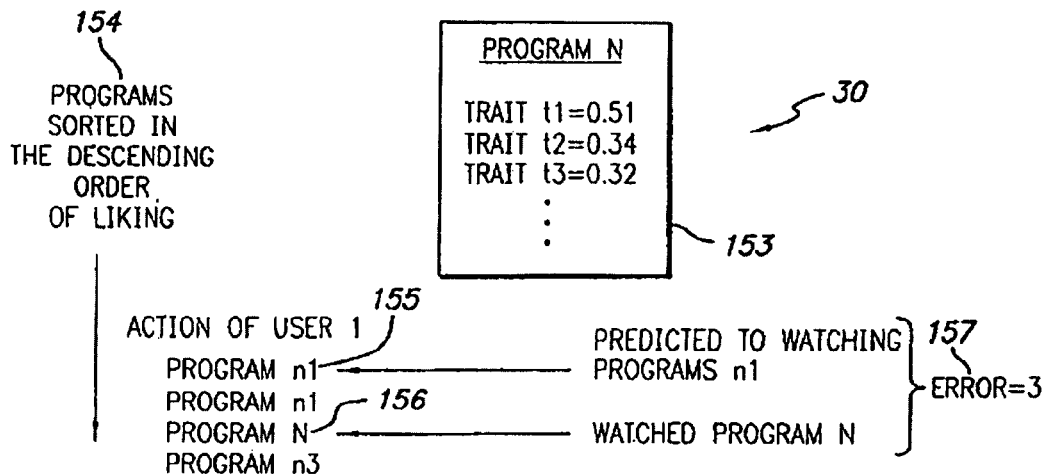 154
PROGRAMS
SORTED IN
THE DESCENDING
ORDER
OF LIKING
PROGRAM N
TRAIT t1=0.51
TRAIT t2=0.34
TRAIT t3=0.32
30
153
ACTION OF USER 1
155
PROGRAM n1
PROGRAM n1
PROGRAM N
156
PROGRAM n3
PREDICTED TO WATCHING
PROGRAMS n1
WATCHED PROGRAM N
157
ERROR=3